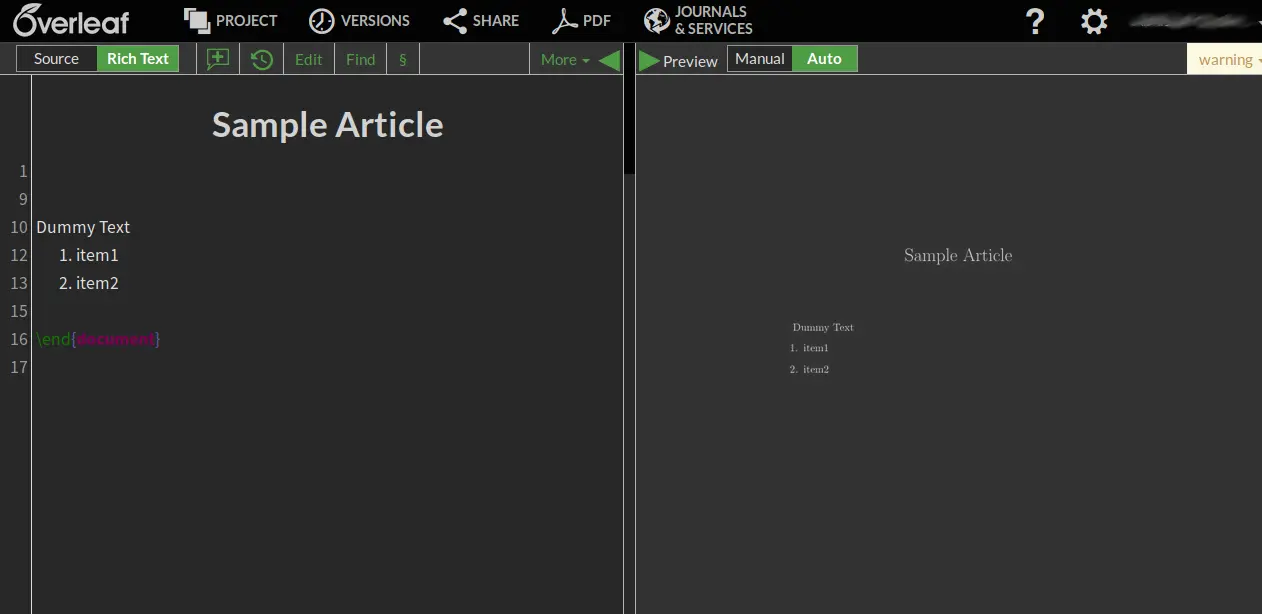 Overleaf PROJECT VERSIONS SHARE PDF JOURNALS & SERVICES ?
Source Rich Text Edit Find § More Preview Manual Auto warning
Sample Article
1
9
10 Dummy Text
12 1. item1
13 2. item2
15
16 \end{document}
17
Sample Article
Dummy Text
1. item1
2. item2